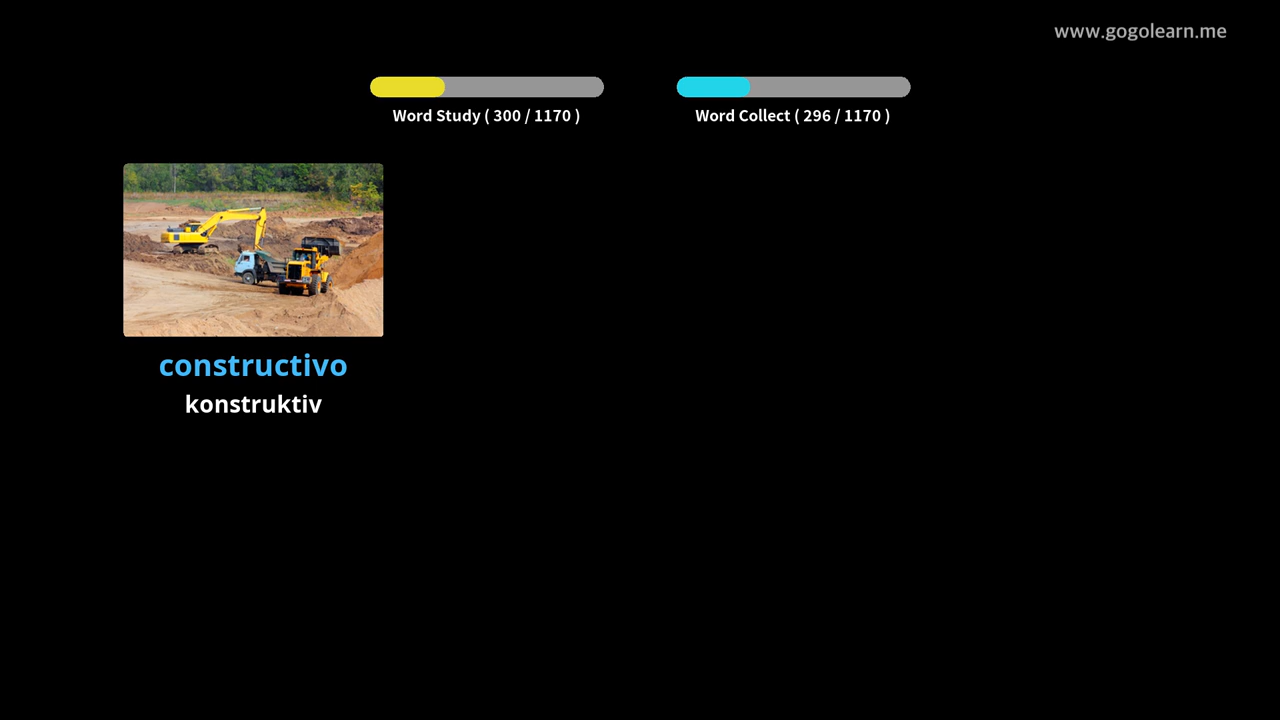 www.gogolearn.me
Word Study ( 300 / 1170 )
Word Collect ( 296 / 1170 )
constructivo
konstruktiv